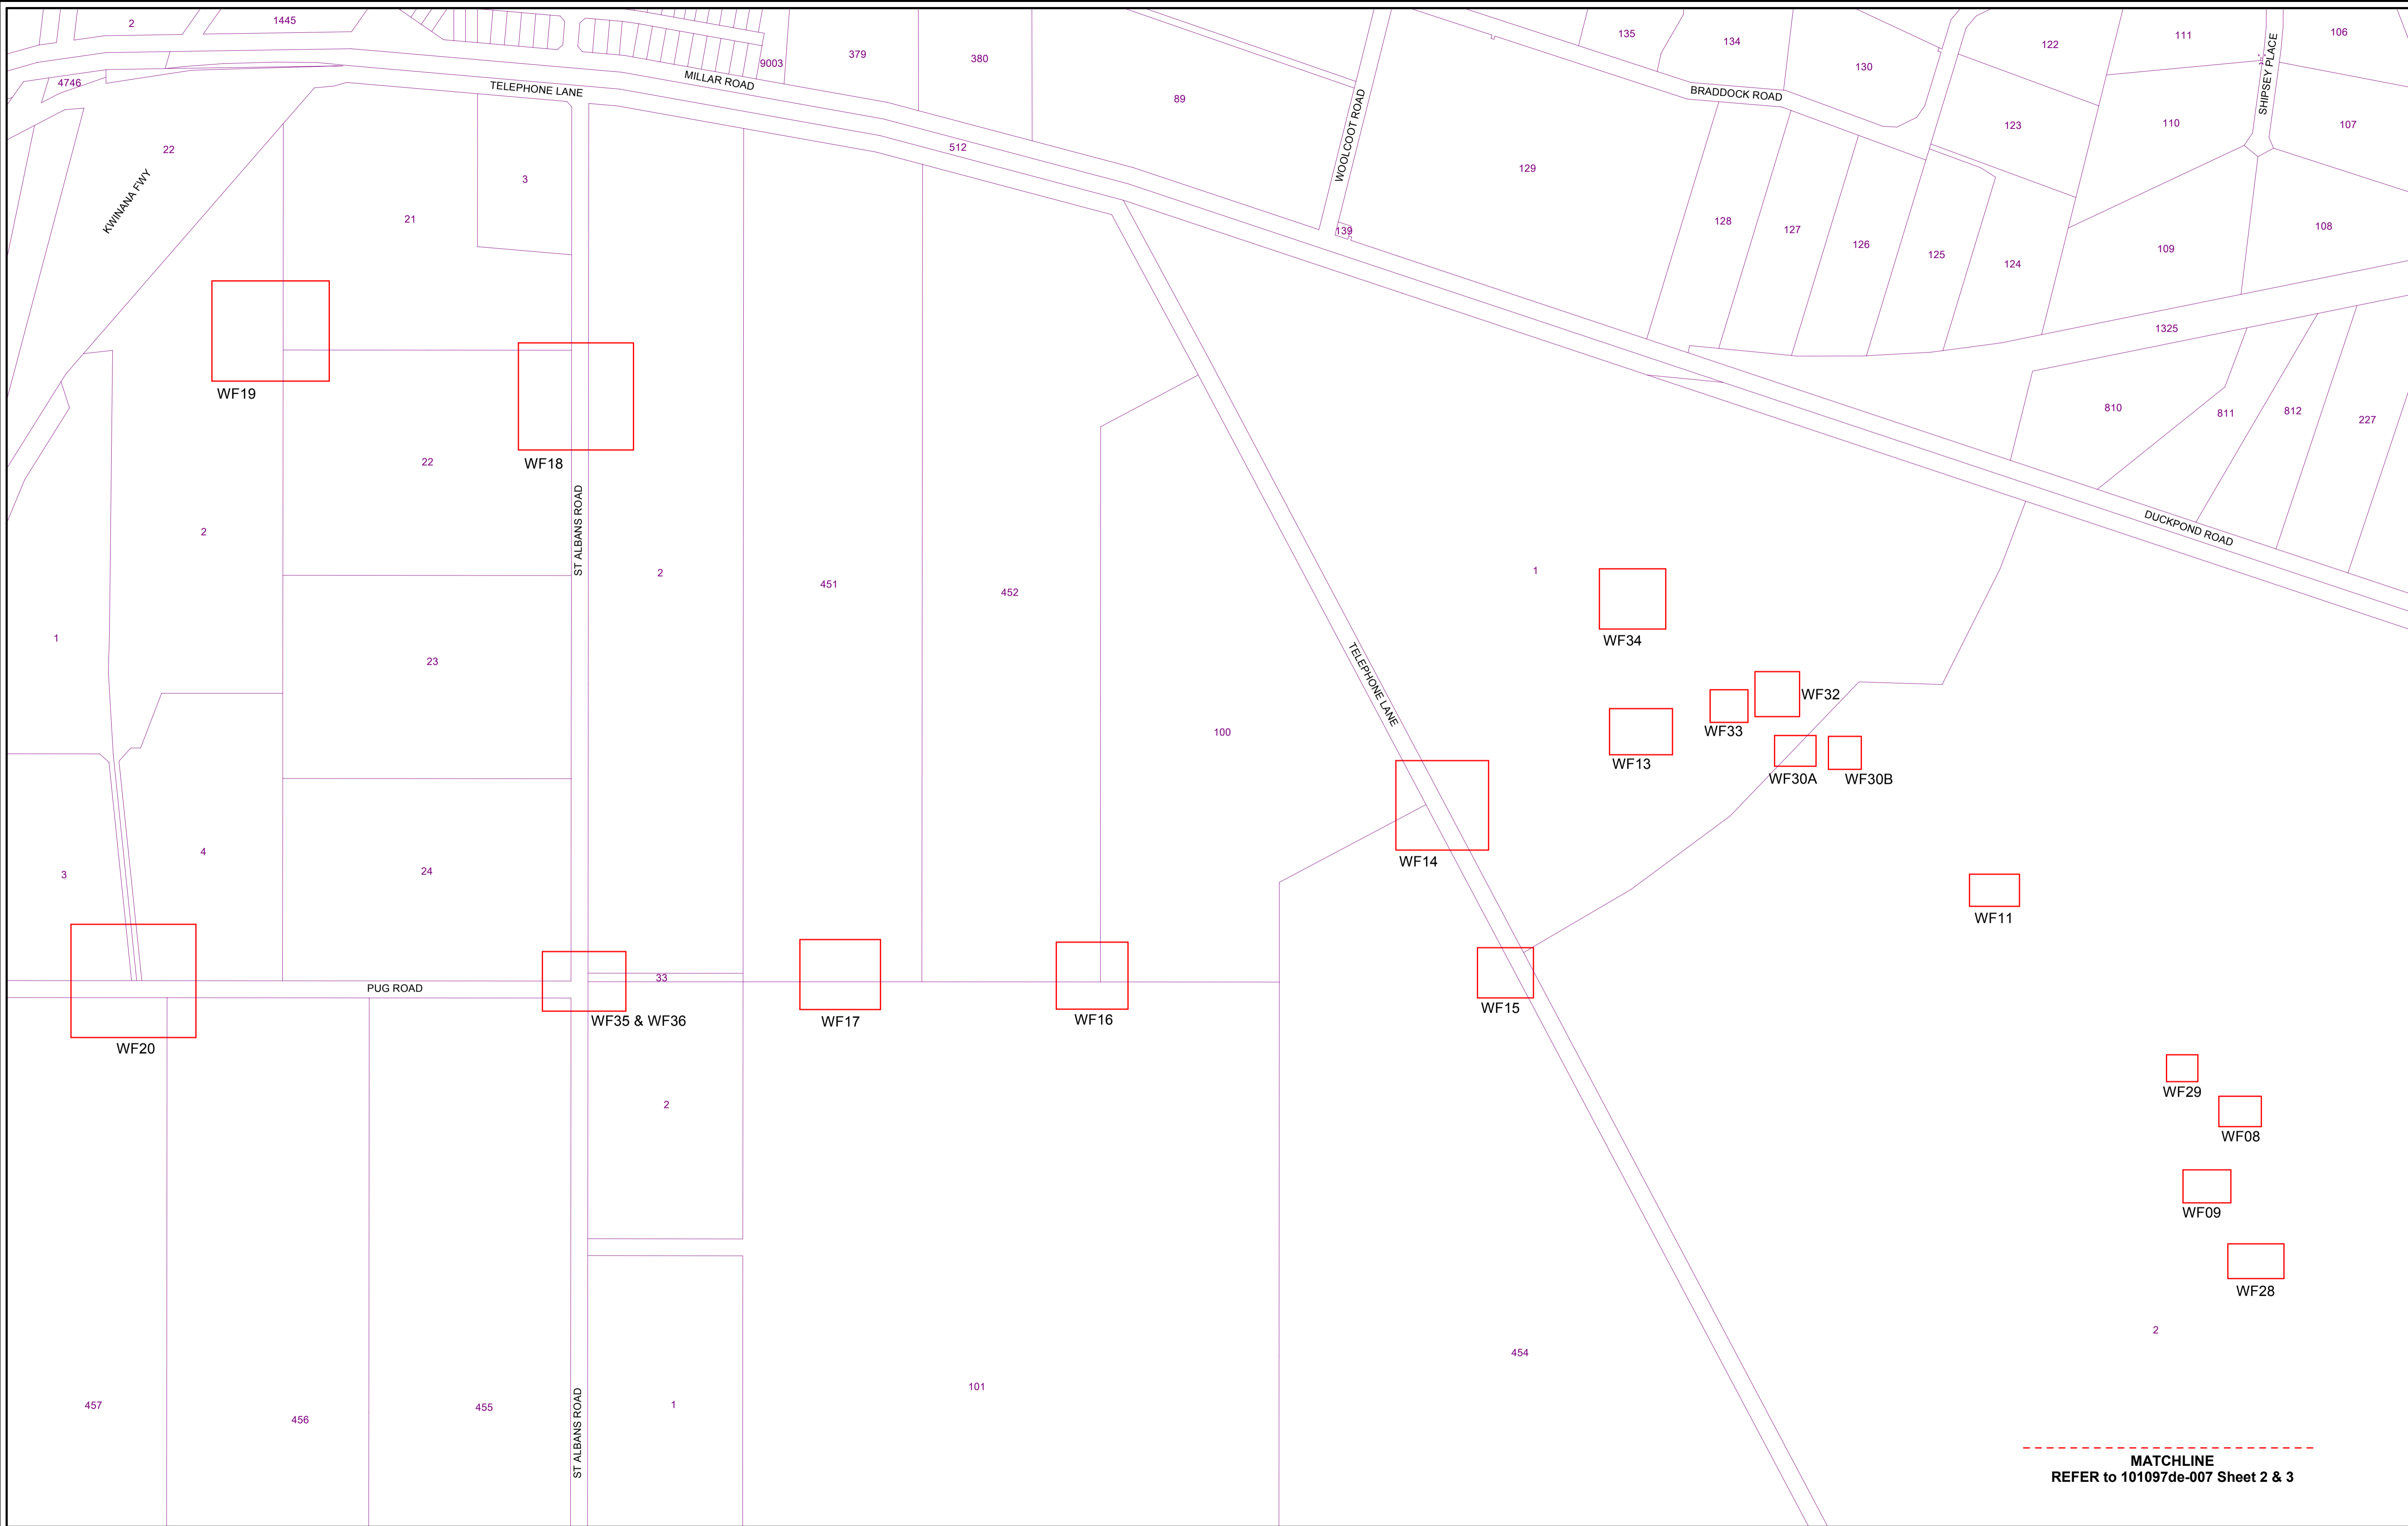 2
1445
379
380
9003
4746
MILLAR ROAD
TELEPHONE LANE
89
WOOLCOOT ROAD
135
134
130
BRADDOCK ROAD
122
111
106
SHIPSEY PLACE
123
110
107
22
KWINANA FWY
3
21
512
129
139
128
127
126
125
124
109
108
1325
WF19
WF18
810
811
812
227
22
ST ALBANS ROAD
2
2
451
452
1
DUCKPOND ROAD
1
23
WF34
TELEPHONE LANE
WF32
WF33
100
WF13
WF30A
WF30B
3
4
24
WF14
WF11
33
PUG ROAD
WF20
WF35 & WF36
WF17
WF16
WF15
2
WF29
WF08
WF09
WF28
2
454
101
457
456
455
ST ALBANS ROAD
1
MATCHLINE
REFER to 101097de-007 Sheet 2 & 3